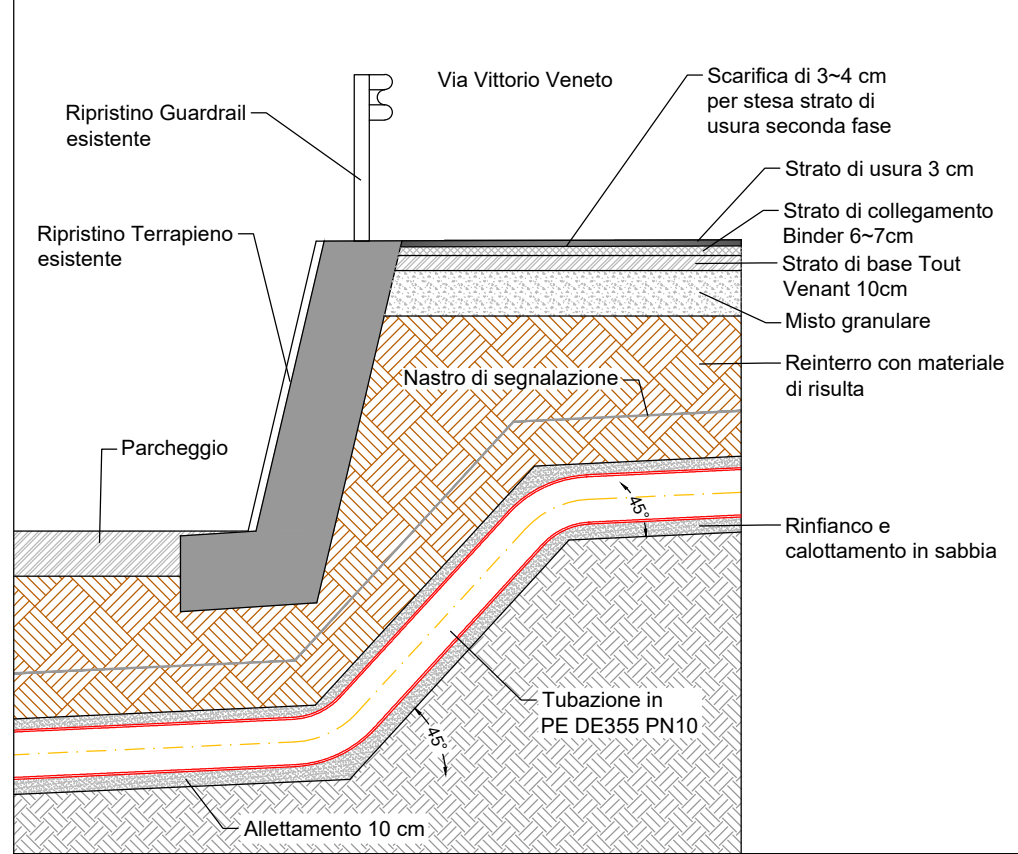 Via Vittorio Veneto
Scarifica di 3~4 cm
per stesa strato di
usura seconda fase
Ripristino Guardrail
esistente
Strato di usura 3 cm
Strato di collegamento
Binder 6~7cm
Ripristino Terrapieno
esistente
Strato di base Tout
Venant 10cm
Misto granulare
Reinterro con materiale
di risulta
Nastro di segnalazione
Parcheggio
45°
Rinfianco e
calottamento in sabbia
Tubazione in
PE DE355 PN10
45°
Allettamento 10 cm